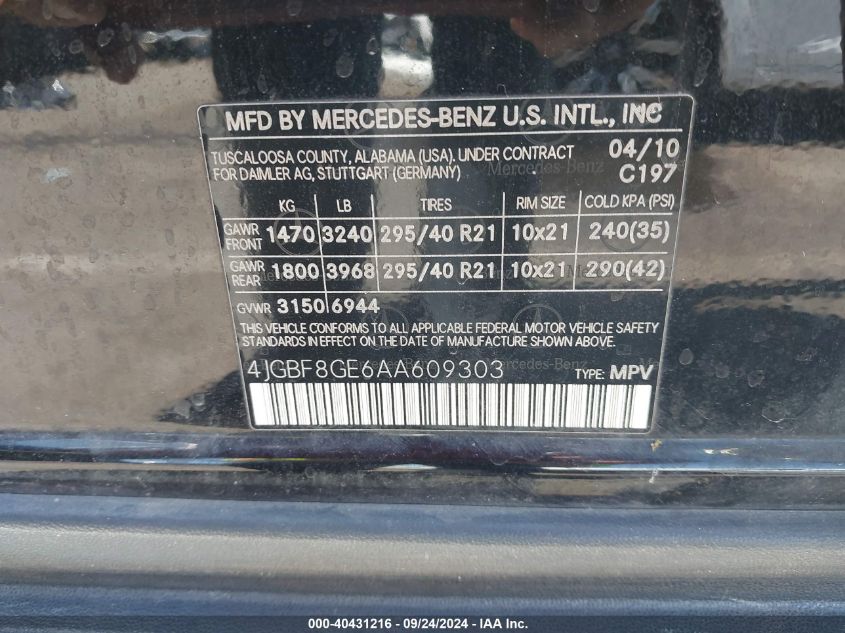 MFD BY MERCEDES-BENZ U.S. INTL., INC
TUSCALOOSA COUNTY, ALABAMA (USA). UNDER CONTRACT 04/10
FOR DAIMLER AG, STUTTGART (GERMANY) C197
KG LB TIRES RIM SIZE COLD KPA (PSI)
GAWR FRONT 1470 3240 295/40 R21 10x21 240(35)
GAWR REAR 1800 3968 295/40 R21 10x21 290(42)
GVWR 3150 6944
THIS VEHICLE CONFORMS TO ALL APPLICABLE FEDERAL MOTOR VEHICLE SAFETY
STANDARDS IN EFFECT ON THE DATE OF MANUFACTURE SHOWN ABOVE.
4JGBF8GE6AA609303 TYPE: MPV
000-40431216 - 09/24/2024 - IAA Inc.